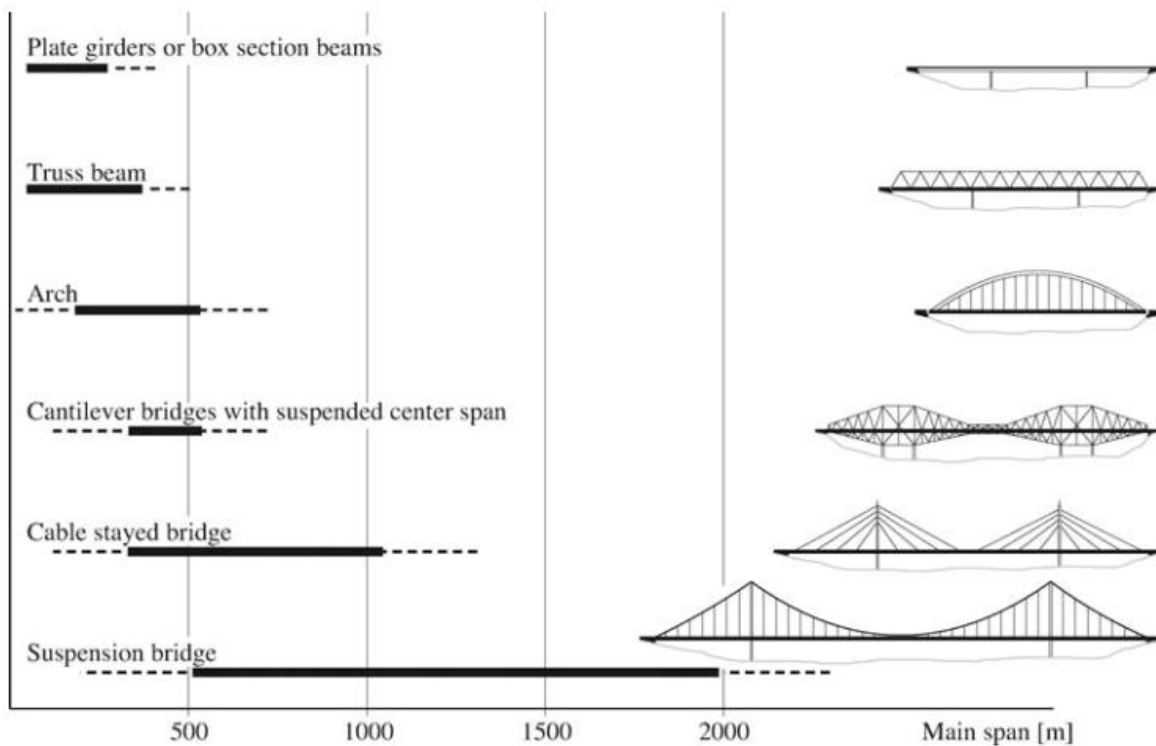 Plate girders or box section beams
Truss beam
Arch
Cantilever bridges with suspended center span
Cable stayed bridge
Suspension bridge
500 1000 1500 2000 Main span [m]